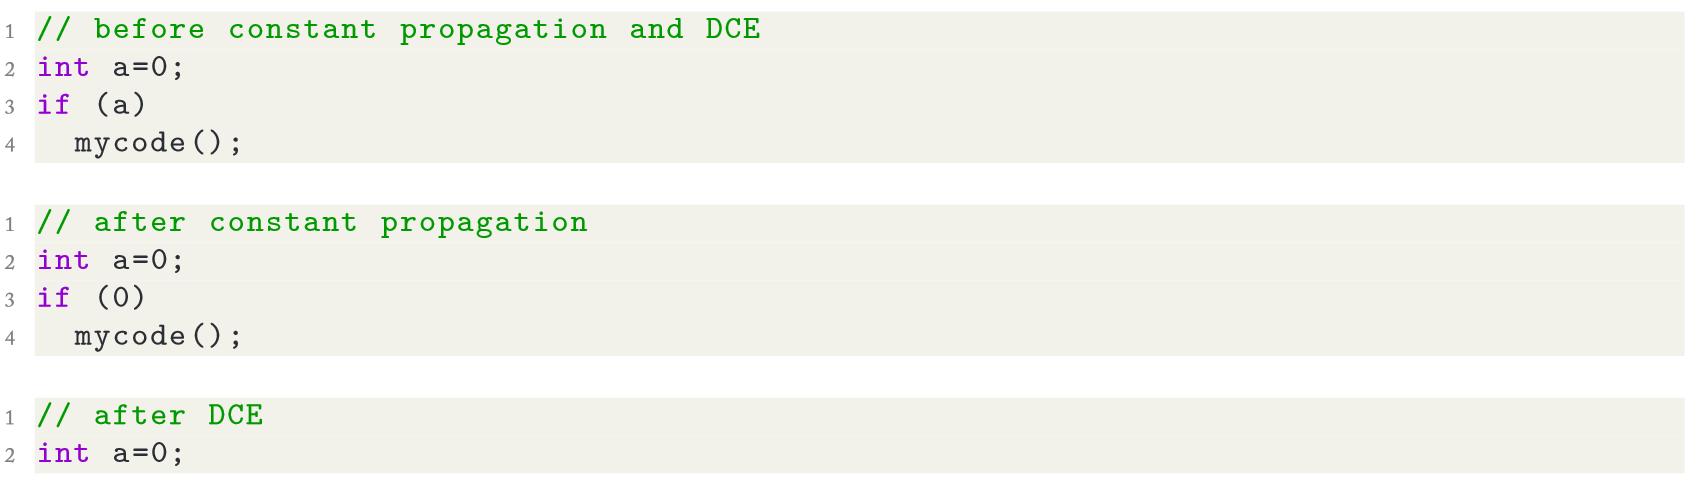 1 // before constant propagation and DCE
2 int a=0;
3 if (a)
4   mycode();
1 // after constant propagation
2 int a=0;
3 if (0)
4   mycode();
1 // after DCE
2 int a=0;